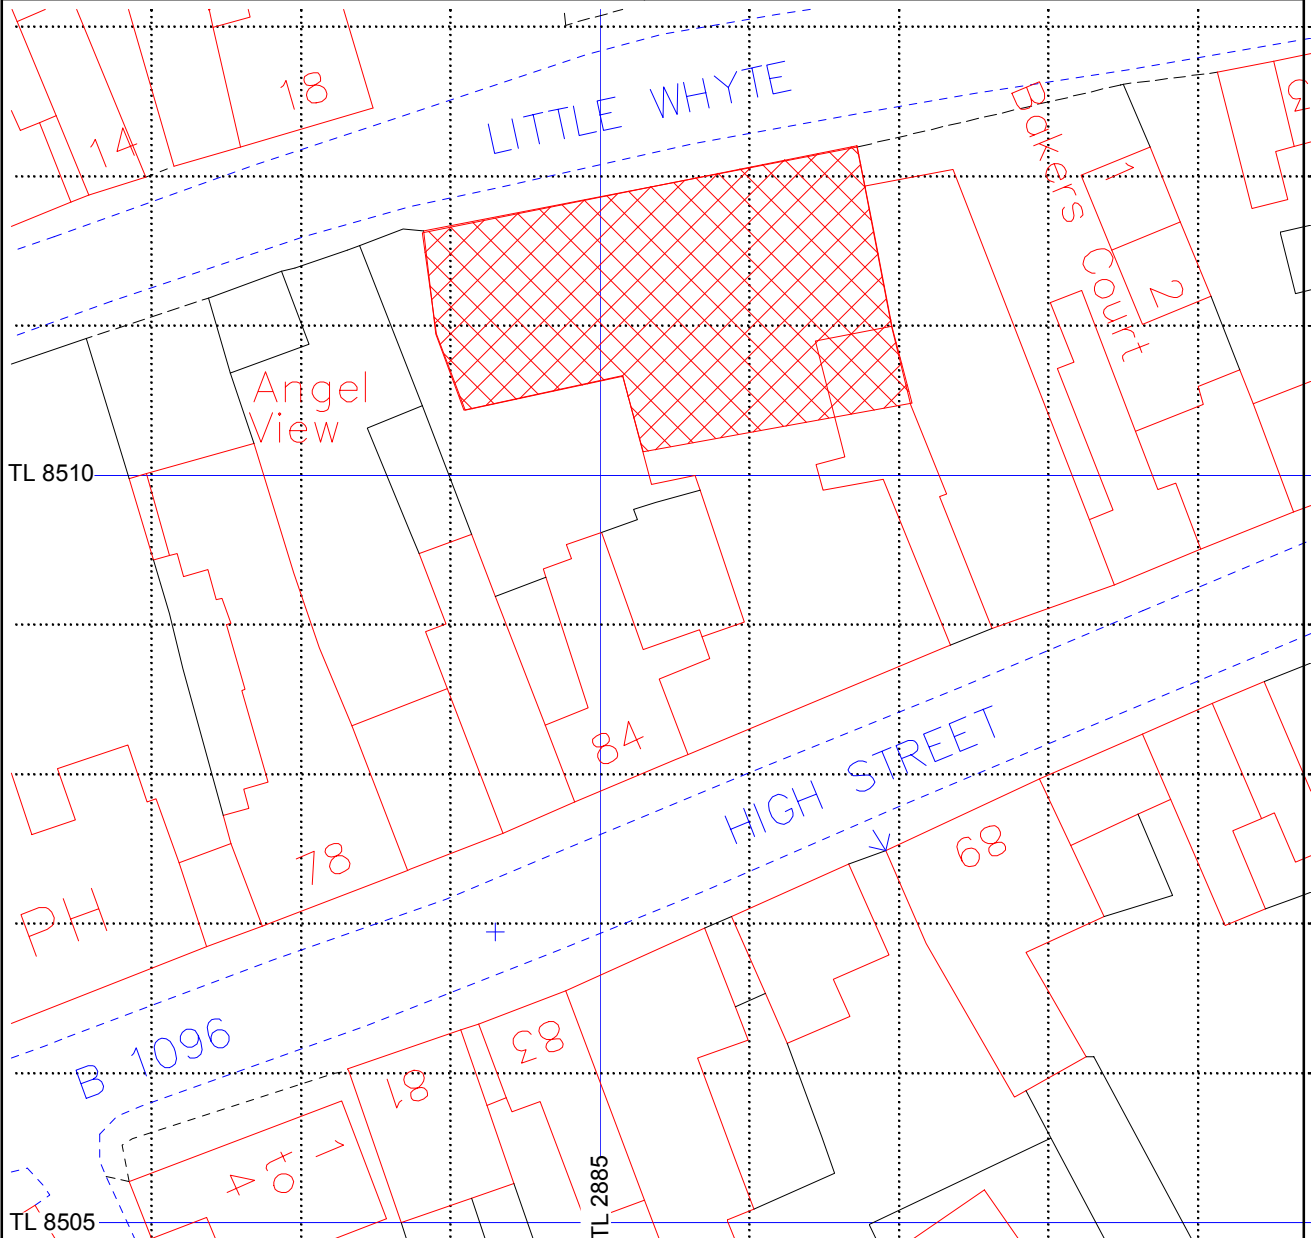 18
14
LITTLE WHYTE
3
Bakers Court
1
2
Angel
View
TL 8510
84
HIGH STREET
78
68
PH
B 1096
83
81
1
to
4
TL 2885
TL 8505